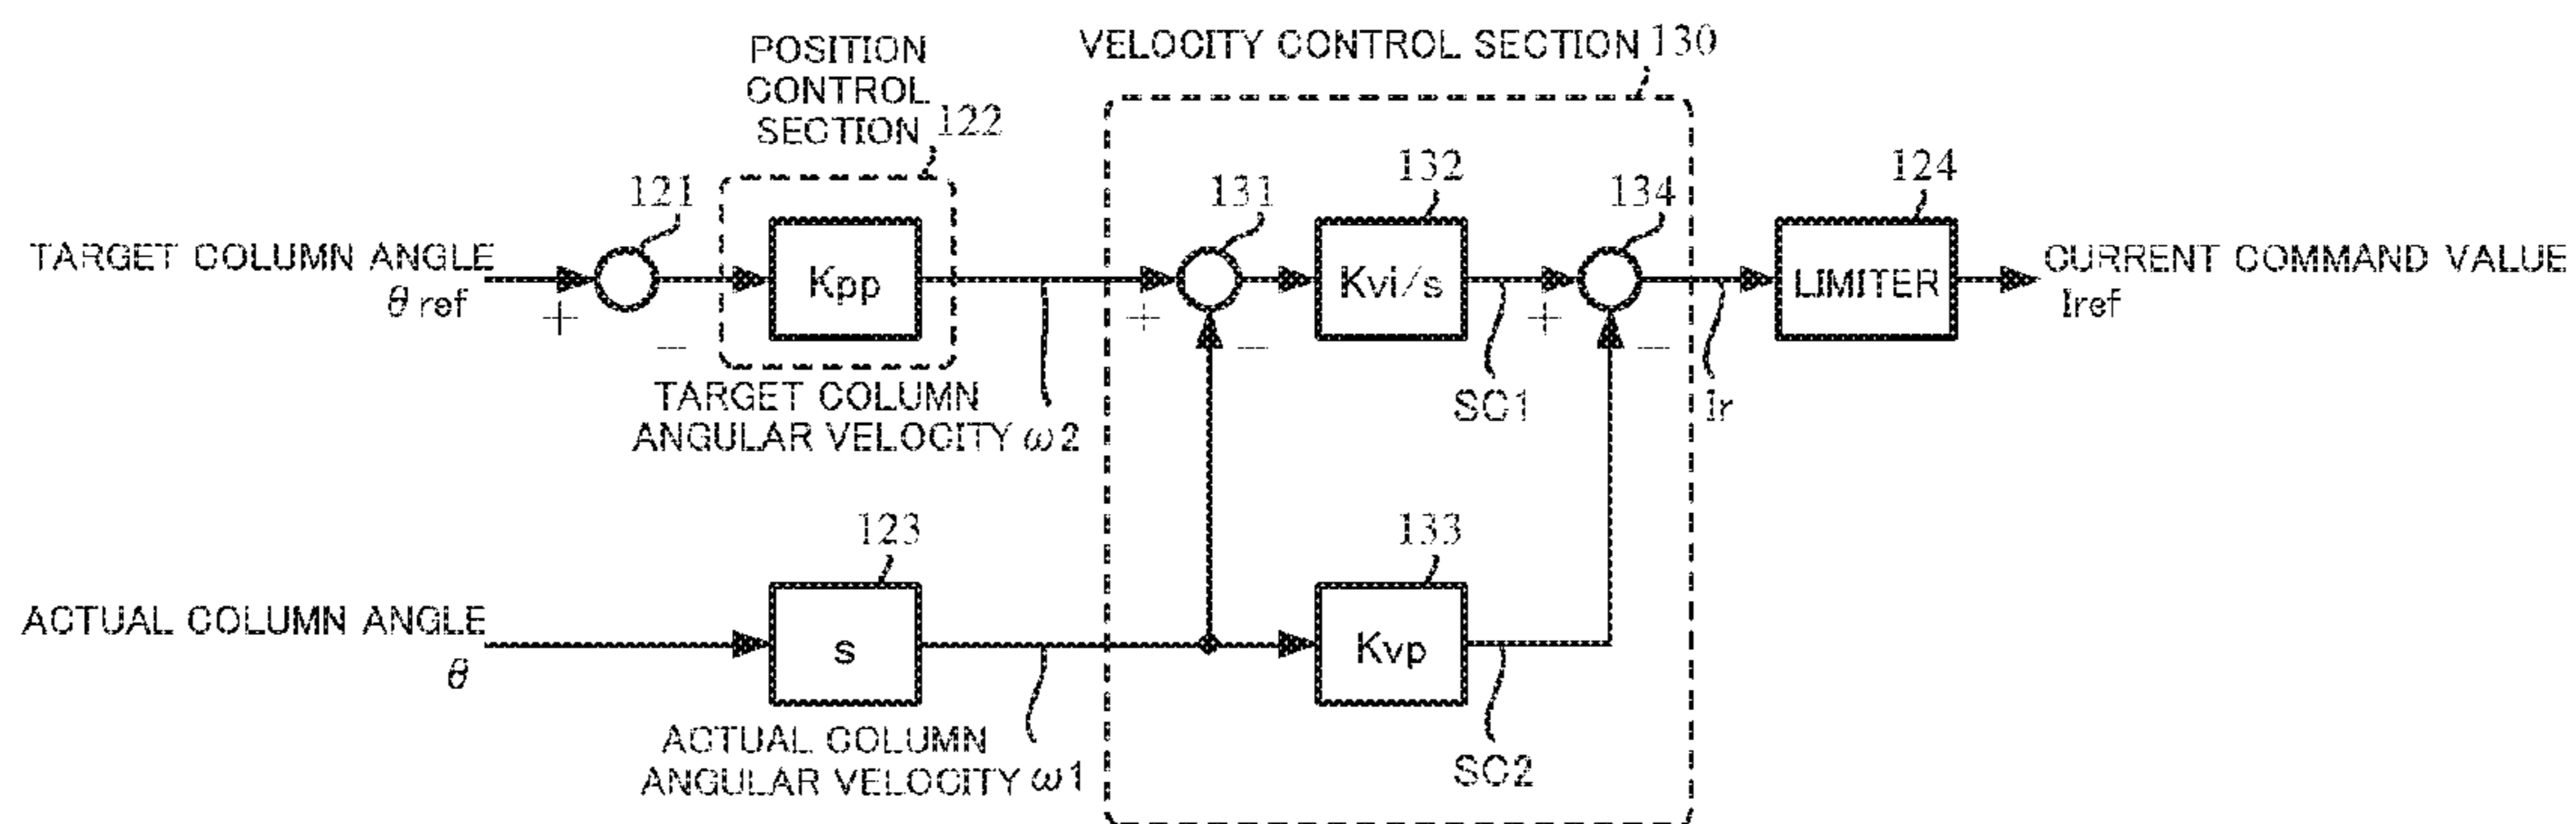 POSITION
CONTROL
SECTION 122
VELOCITY CONTROL SECTION 130
121
131
132
134
124
TARGET COLUMN ANGLE
θ ref
+
−
Kpp
+
−
Kvi/s
+
−
LIMITER
CURRENT COMMAND VALUE
Iref
TARGET COLUMN
ANGULAR VELOCITY ω2
SC1
Ir
123
133
ACTUAL COLUMN ANGLE
θ
s
Kvp
ACTUAL COLUMN
ANGULAR VELOCITY ω1
SC2